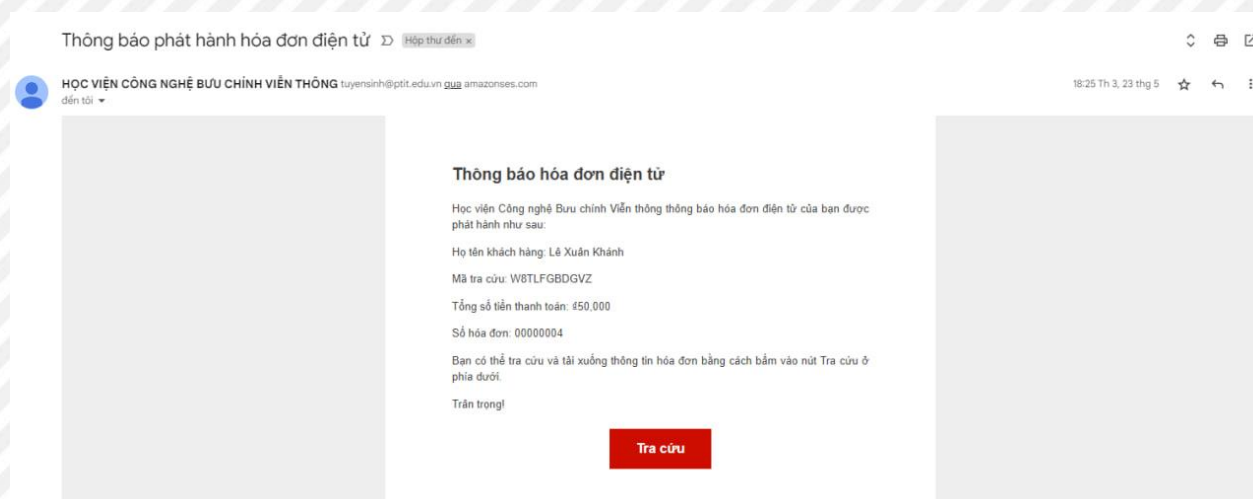 Thông báo phát hành hóa đơn điện tử Hộp thư đến x
HỌC VIỆN CÔNG NGHỆ BƯU CHÍNH VIỄN THÔNG tuyensinh@ptit.edu.vn qua amazonses.com
18:25 Th 3, 23 thg 5
đến tôi
Thông báo hóa đơn điện tử
Học viện Công nghệ Bưu chính Viễn thông thông báo hóa đơn điện tử của bạn được
phát hành như sau:
Họ tên khách hàng: Lê Xuân Khánh
Mã tra cứu: W8TLFGBDGVZ
Tổng số tiền thanh toán: ₫50,000
Số hóa đơn: 00000004
Bạn có thể tra cứu và tải xuống thông tin hóa đơn bằng cách bấm vào nút Tra cứu ở
phía dưới.
Trân trọng!
Tra cứu